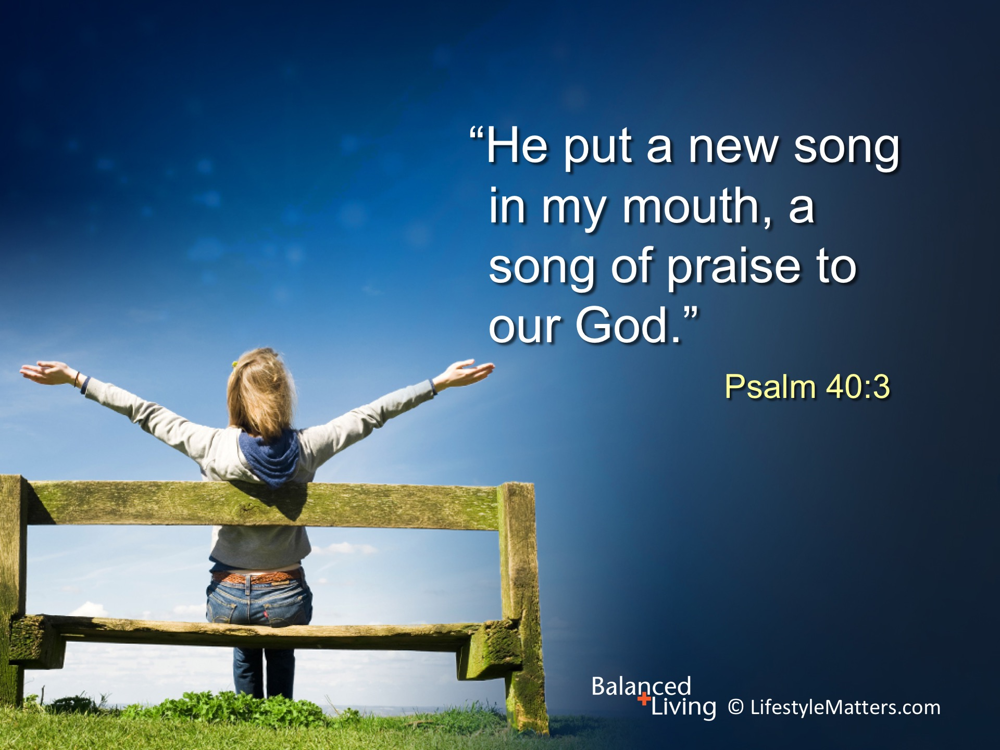 “He put a new song
in my mouth, a
song of praise to
our God.”
Psalm 40:3
Balanced
+Living © LifestyleMatters.com